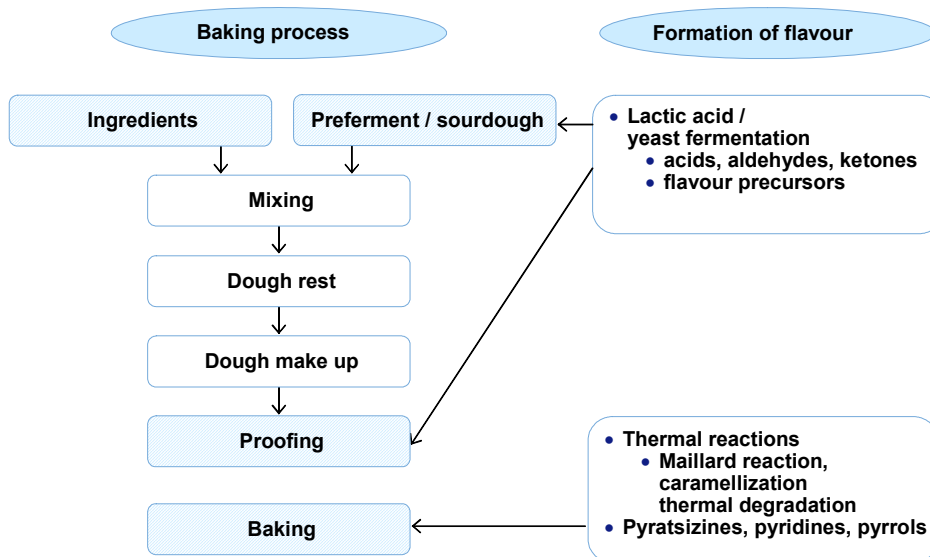 Baking process
Formation of flavour
Ingredients
Preferment / sourdough
Mixing
Dough rest
Dough make up
Proofing
Baking
• Lactic acid /
yeast fermentation
• acids, aldehydes, ketones
• flavour precursors
• Thermal reactions
• Maillard reaction,
caramellization
thermal degradation
• Pyratsizines, pyridines, pyrrols